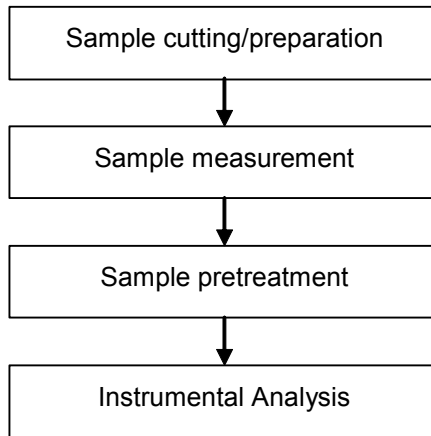 Sample cutting/preparation
Sample measurement
Sample pretreatment
Instrumental Analysis